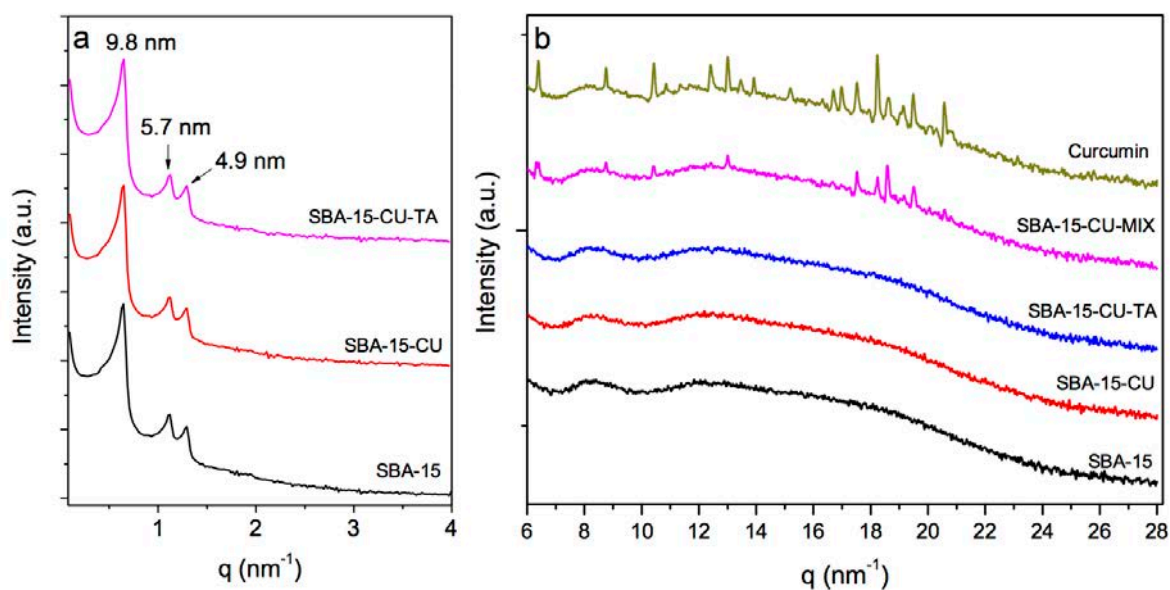 a
9.8 nm
5.7 nm
4.9 nm
SBA-15-CU-TA
SBA-15-CU
SBA-15
Intensity (a.u.)
1 2 3 4
q (nm⁻¹)
b
Curcumin
SBA-15-CU-MIX
SBA-15-CU-TA
SBA-15-CU
SBA-15
Intensity (a.u.)
6 8 10 12 14 16 18 20 22 24 26 28
q (nm⁻¹)